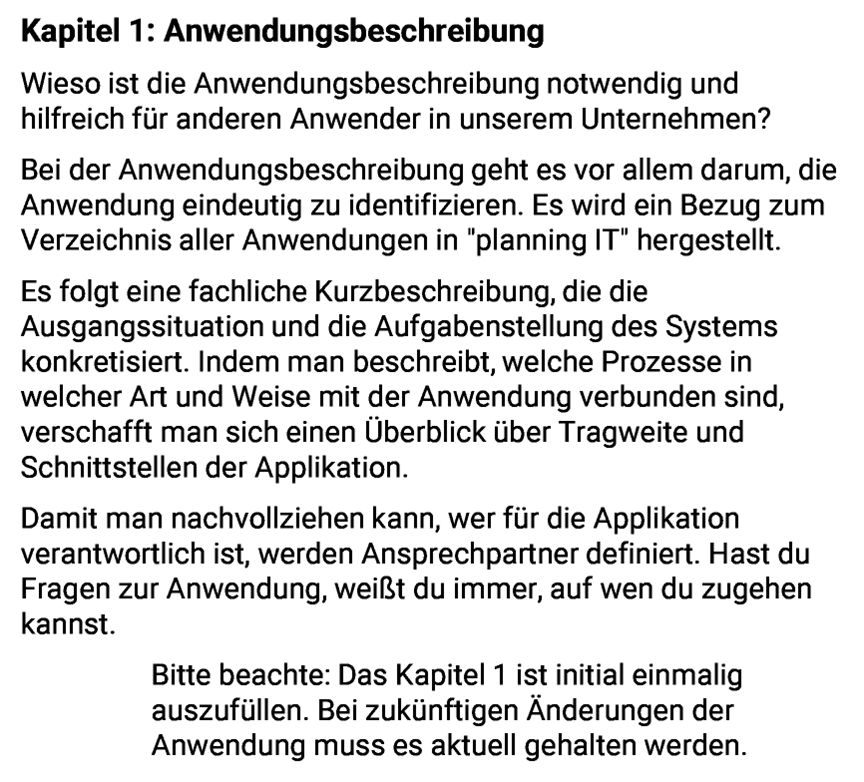 Kapitel 1: Anwendungsbeschreibung
Wieso ist die Anwendungsbeschreibung notwendig und
hilfreich für anderen Anwender in unserem Unternehmen?
Bei der Anwendungsbeschreibung geht es vor allem darum, die
Anwendung eindeutig zu identifizieren. Es wird ein Bezug zum
Verzeichnis aller Anwendungen in "planning IT" hergestellt.
Es folgt eine fachliche Kurzbeschreibung, die die
Ausgangssituation und die Aufgabenstellung des Systems
konkretisiert. Indem man beschreibt, welche Prozesse in
welcher Art und Weise mit der Anwendung verbunden sind,
verschafft man sich einen Überblick über Tragweite und
Schnittstellen der Applikation.
Damit man nachvollziehen kann, wer für die Applikation
verantwortlich ist, werden Ansprechpartner definiert. Hast du
Fragen zur Anwendung, weißt du immer, auf wen du zugehen
kannst.
Bitte beachte: Das Kapitel 1 ist initial einmalig
auszufüllen. Bei zukünftigen Änderungen der
Anwendung muss es aktuell gehalten werden.